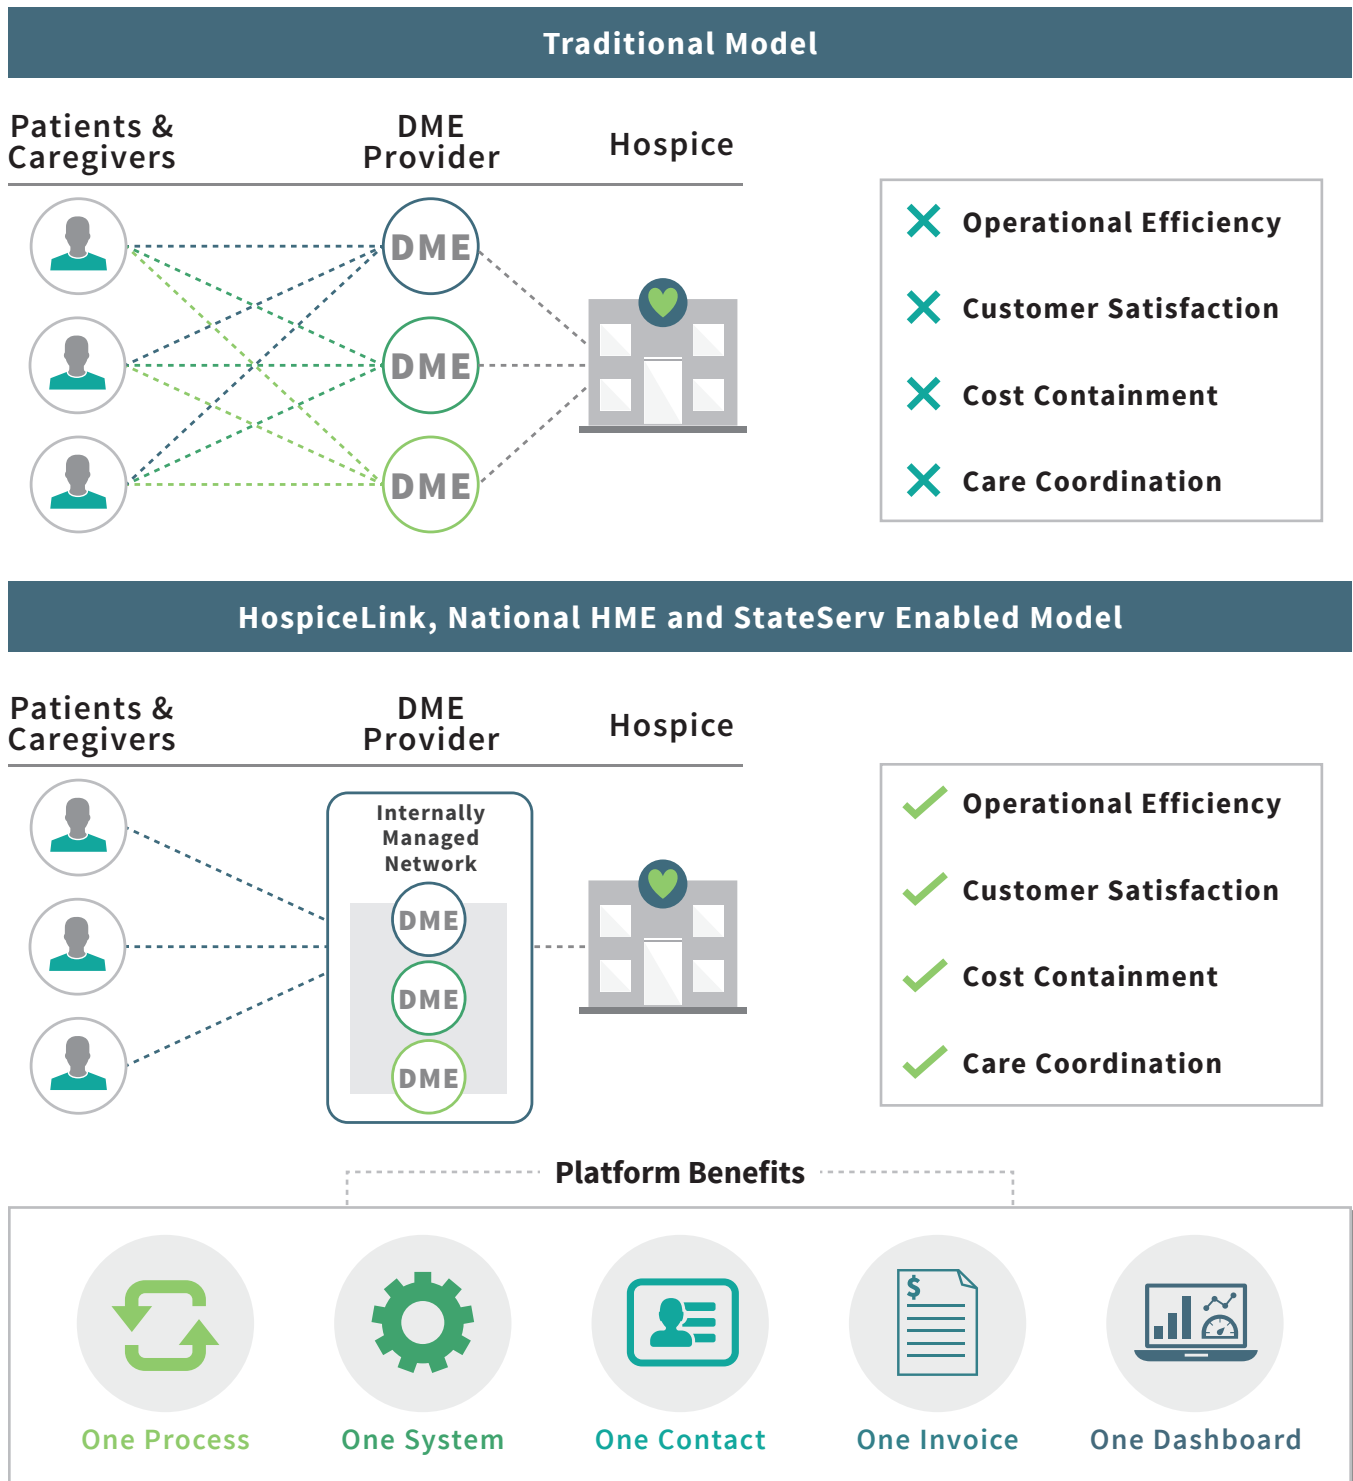 Traditional Model
Patients &
Caregivers
DME
Provider
Hospice
DME
DME
DME
Operational Efficiency
Customer Satisfaction
Cost Containment
Care Coordination
HospiceLink, National HME and StateServ Enabled Model
Patients &
Caregivers
DME
Provider
Hospice
Internally
Managed
Network
DME
DME
DME
Operational Efficiency
Customer Satisfaction
Cost Containment
Care Coordination
Platform Benefits
$
One Process
One System
One Contact
One Invoice
One Dashboard